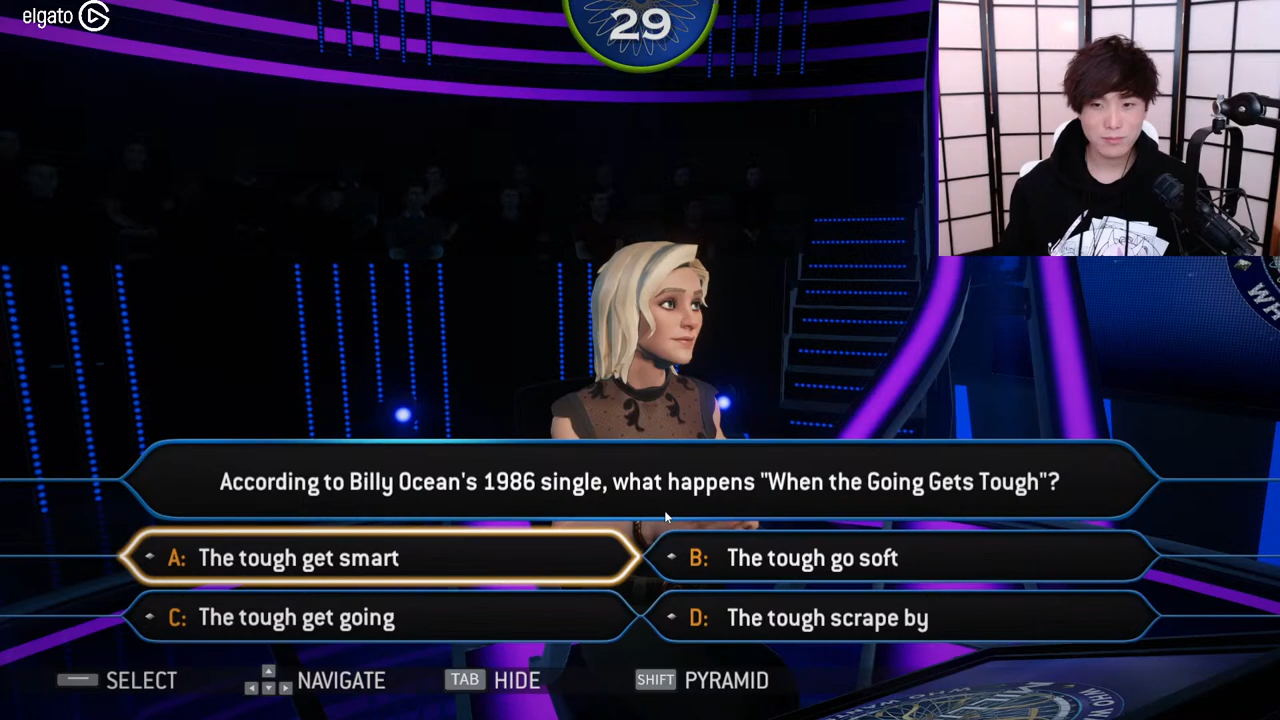 elgato
29
WH
According to Billy Ocean's 1986 single, what happens "When the Going Gets Tough"?
A: The tough get smart
B: The tough go soft
C: The tough get going
D: The tough scrape by
SELECT
NAVIGATE
TAB HIDE
SHIFT PYRAMID